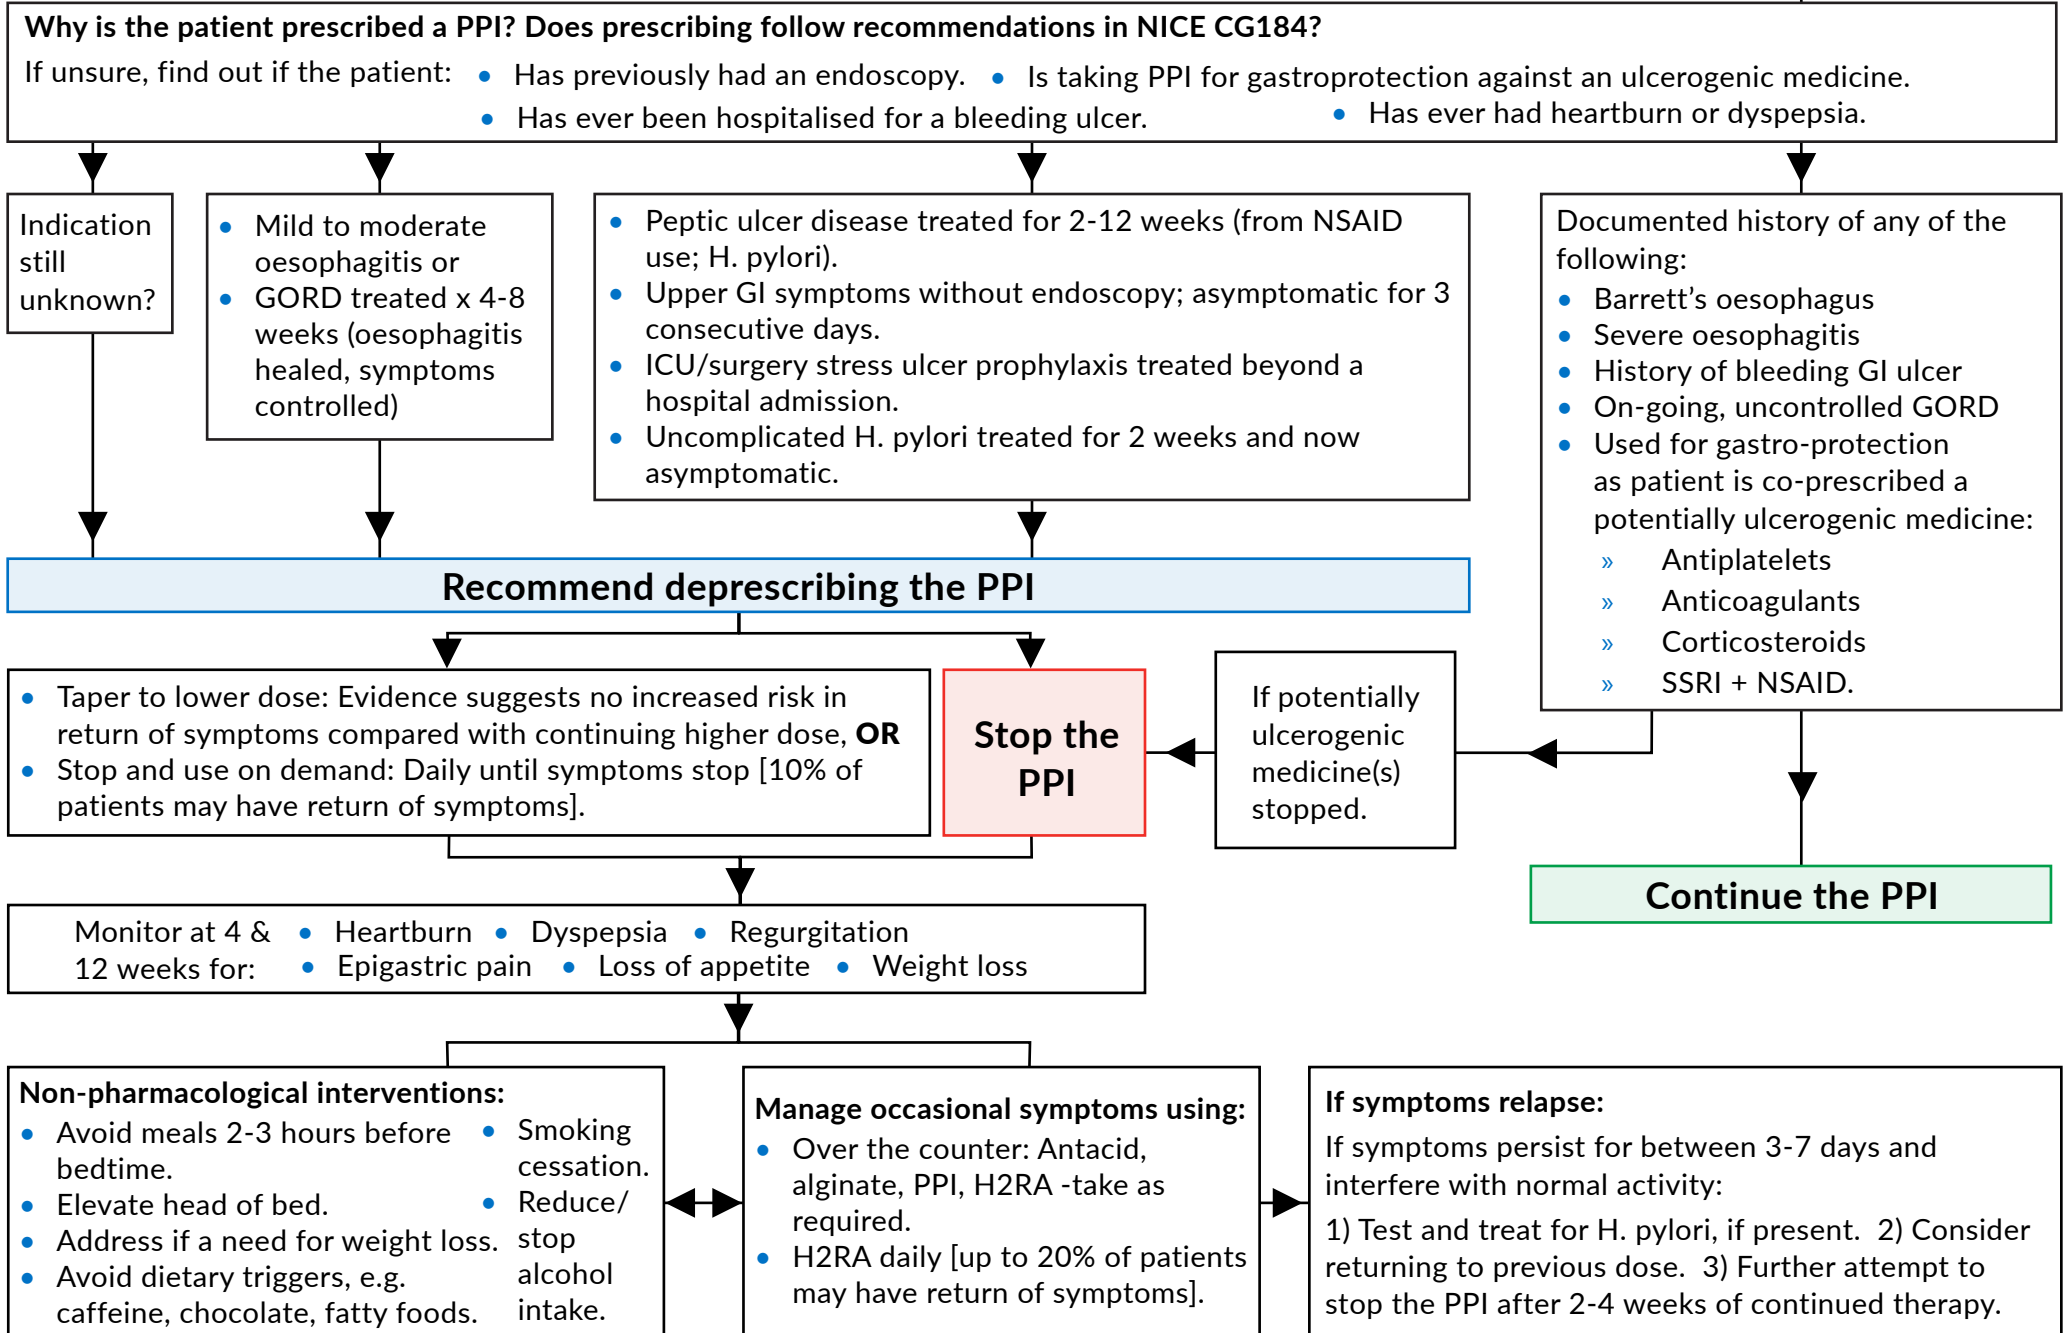 Why is the patient prescribed a PPI? Does prescribing follow recommendations in NICE CG184?
If unsure, find out if the patient:
• Has previously had an endoscopy.
• Is taking PPI for gastroprotection against an ulcerogenic medicine.
• Has ever been hospitalised for a bleeding ulcer.
• Has ever had heartburn or dyspepsia.
Indication
still
unknown?
• Mild to moderate
oesophagitis or
• GORD treated x 4-8
weeks (oesophagitis
healed, symptoms
controlled)
• Peptic ulcer disease treated for 2-12 weeks (from NSAID
use; H. pylori).
• Upper GI symptoms without endoscopy; asymptomatic for 3
consecutive days.
• ICU/surgery stress ulcer prophylaxis treated beyond a
hospital admission.
• Uncomplicated H. pylori treated for 2 weeks and now
asymptomatic.
Documented history of any of the
following:
• Barrett’s oesophagus
• Severe oesophagitis
• History of bleeding GI ulcer
• On-going, uncontrolled GORD
• Used for gastro-protection
as patient is co-prescribed a
potentially ulcerogenic medicine:
» Antiplatelets
» Anticoagulants
» Corticosteroids
» SSRI + NSAID.
Recommend deprescribing the PPI
• Taper to lower dose: Evidence suggests no increased risk in
return of symptoms compared with continuing higher dose, OR
• Stop and use on demand: Daily until symptoms stop [10% of
patients may have return of symptoms].
Stop the
PPI
If potentially
ulcerogenic
medicine(s)
stopped.
Continue the PPI
Monitor at 4 &
12 weeks for:
• Heartburn • Dyspepsia • Regurgitation
• Epigastric pain • Loss of appetite • Weight loss
Non-pharmacological interventions:
• Avoid meals 2-3 hours before
bedtime.
• Elevate head of bed.
• Address if a need for weight loss.
• Avoid dietary triggers, e.g.
caffeine, chocolate, fatty foods.
• Smoking
cessation.
• Reduce/
stop
alcohol
intake.
Manage occasional symptoms using:
• Over the counter: Antacid,
alginate, PPI, H2RA -take as
required.
• H2RA daily [up to 20% of patients
may have return of symptoms].
If symptoms relapse:
If symptoms persist for between 3-7 days and
interfere with normal activity:
1) Test and treat for H. pylori, if present. 2) Consider
returning to previous dose. 3) Further attempt to
stop the PPI after 2-4 weeks of continued therapy.